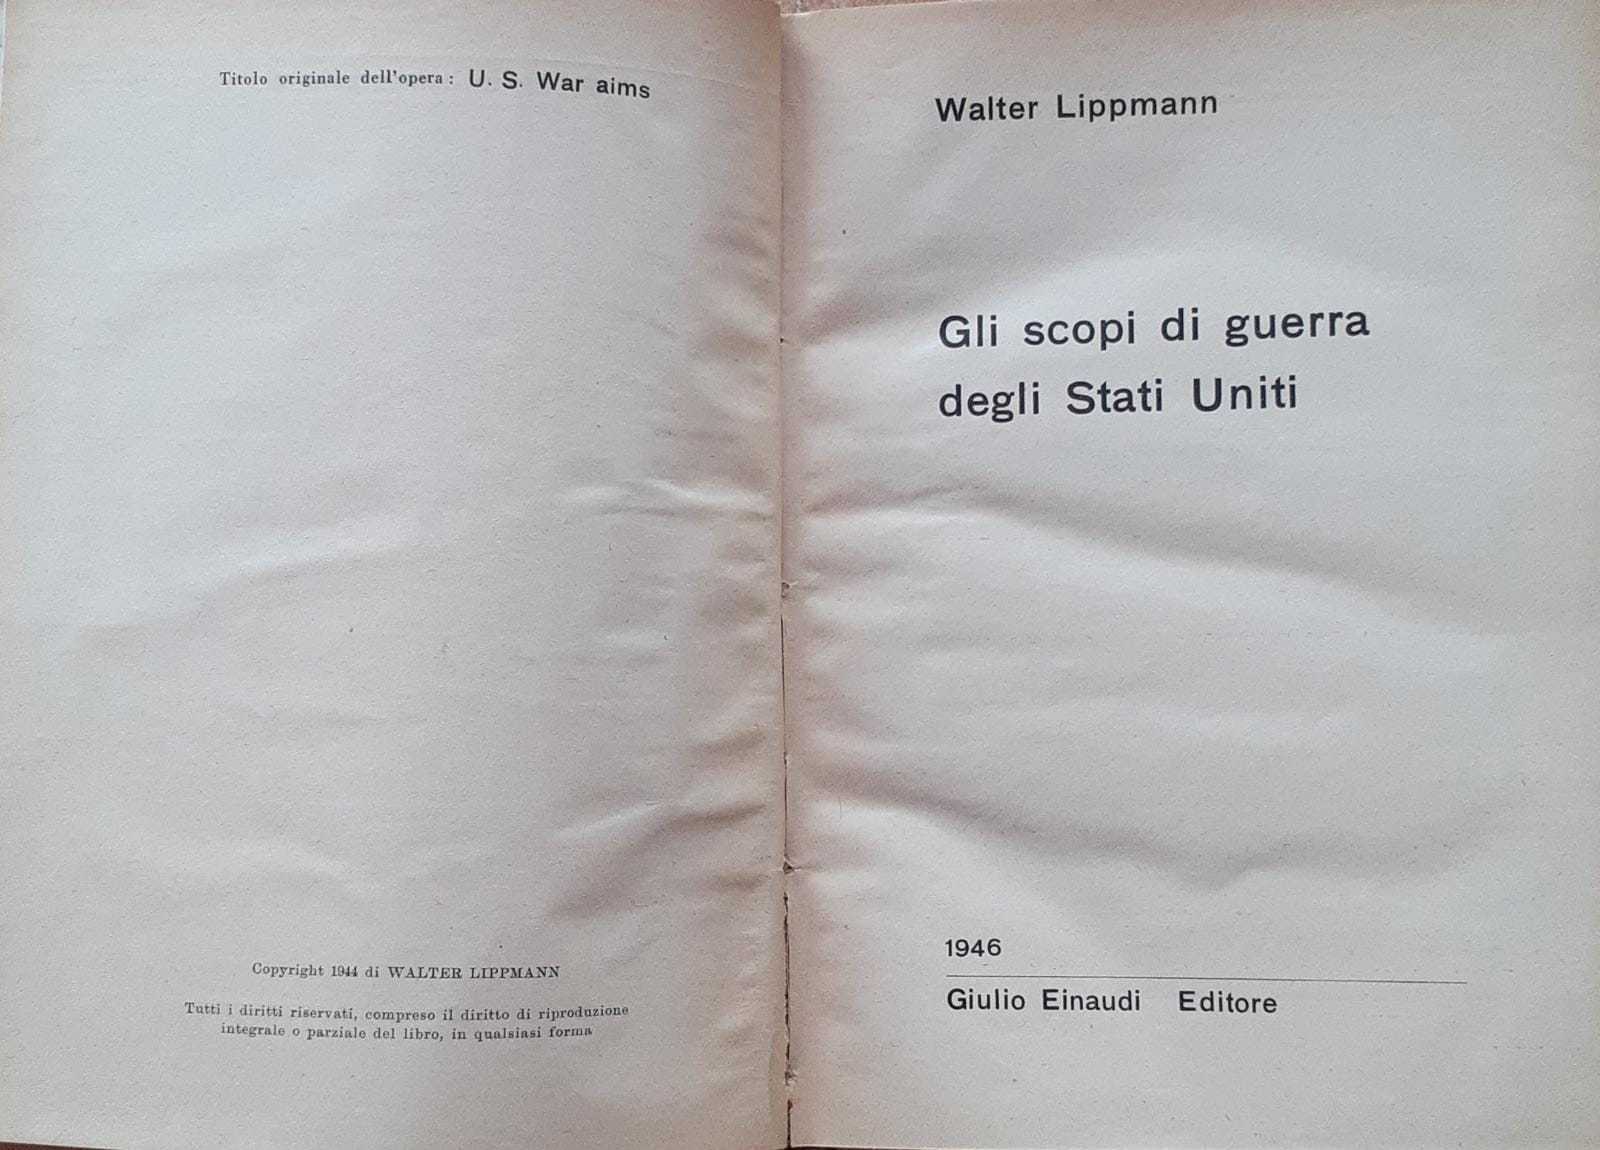 Titolo originale dell'opera: U. S. War aims
Copyright 1944 di WALTER LIPPMANN
Tutti i diritti riservati, compreso il diritto di riproduzione
integrale o parziale del libro, in qualsiasi forma
Walter Lippmann
Gli scopi di guerra
degli Stati Uniti
1946
Giulio Einaudi Editore